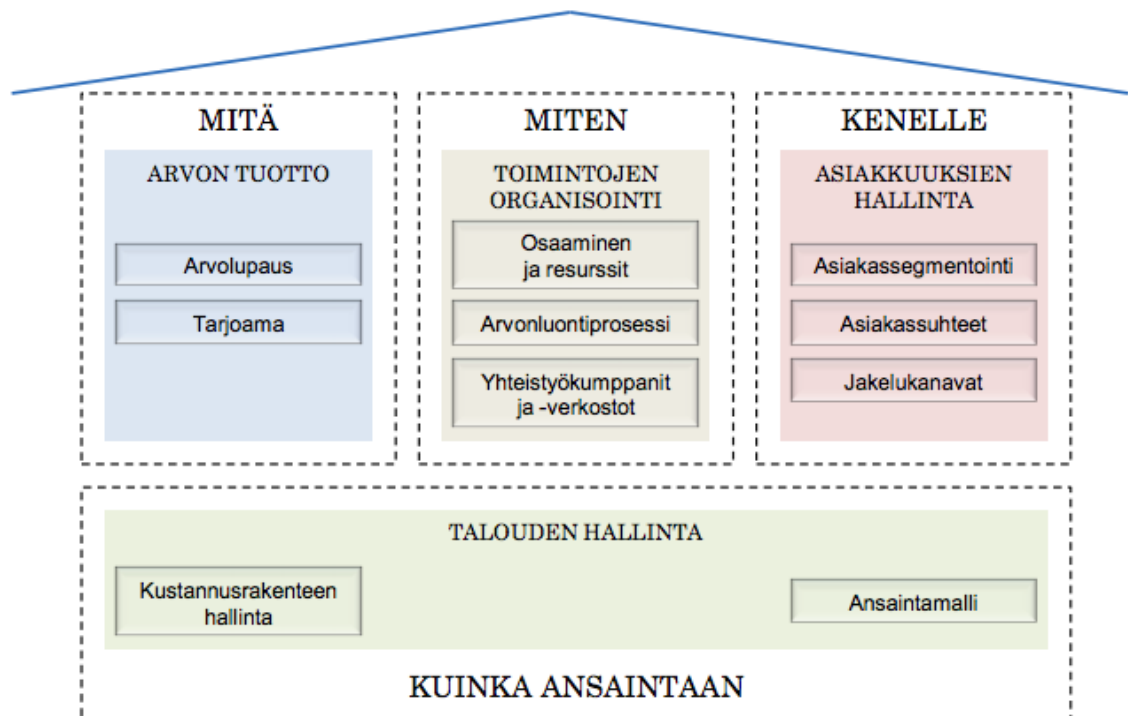 MITÄ
ARVON TUOTTO
Arvolupaus
Tarjoama
MITEN
TOIMINTOJEN
ORGANISOINTI
Osaaminen
ja resurssit
Arvonluontiprosessi
Yhteistyökumppanit
ja -verkostot
KENELLE
ASIAKKUUKSIEN
HALLINTA
Asiakassegmentointi
Asiakassuhteet
Jakelukanavat
TALOUDEN HALLINTA
Kustannusrakenteen
hallinta
Ansaintamalli
KUINKA ANSAINTAAN